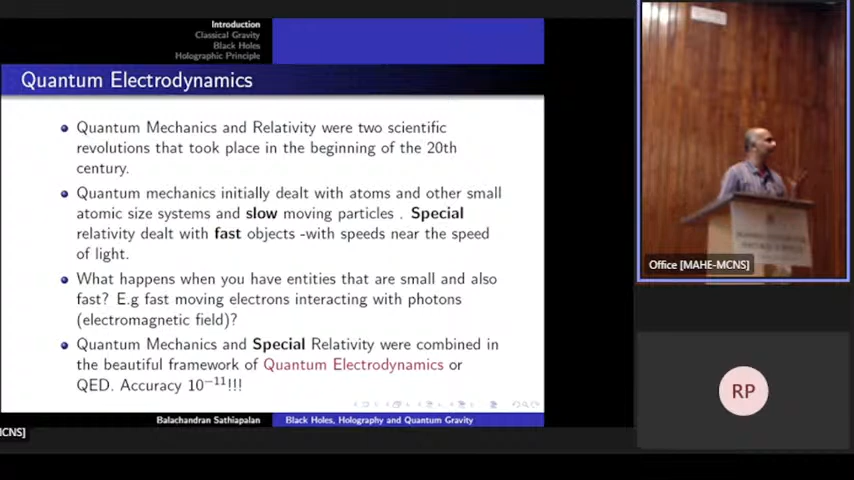 Introduction
Classical Gravity
Black Holes
Holographic Principle
Quantum Electrodynamics
Quantum Mechanics and Relativity were two scientific
revolutions that took place in the beginning of the 20th
century.
Quantum mechanics initially dealt with atoms and other small
atomic size systems and slow moving particles . Special
relativity dealt with fast objects -with speeds near the speed
of light.
What happens when you have entities that are small and also
fast? E.g fast moving electrons interacting with photons
(electromagnetic field)?
Quantum Mechanics and Special Relativity were combined in
the beautiful framework of Quantum Electrodynamics or
QED. Accuracy 10⁻¹¹!!!
Balachandran Sathiapalan
Black Holes, Holography and Quantum Gravity
CNS]
Office [MAHE-MCNS]
RP